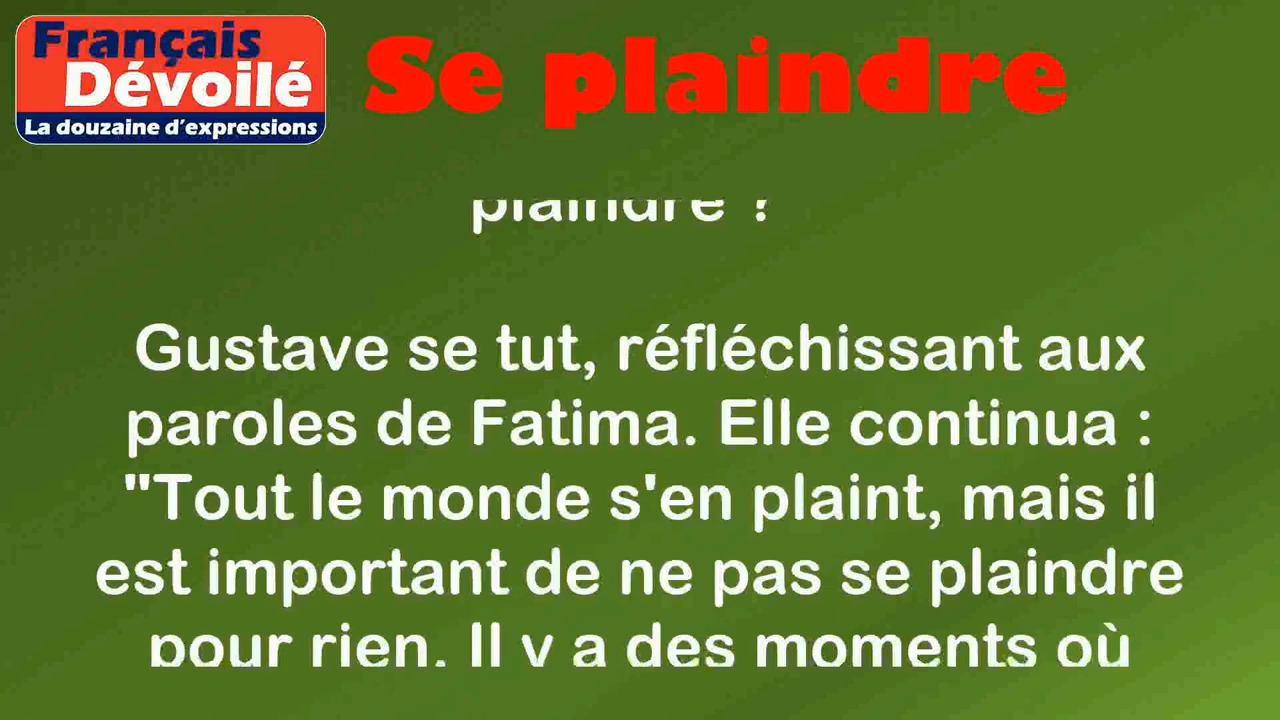 Français
Dévoilé
La douzaine d'expressions
Se plaindre
plaindre ?
Gustave se tut, réfléchissant aux
paroles de Fatima. Elle continua :
"Tout le monde s'en plaint, mais il
est important de ne pas se plaindre
pour rien. Il y a des moments où